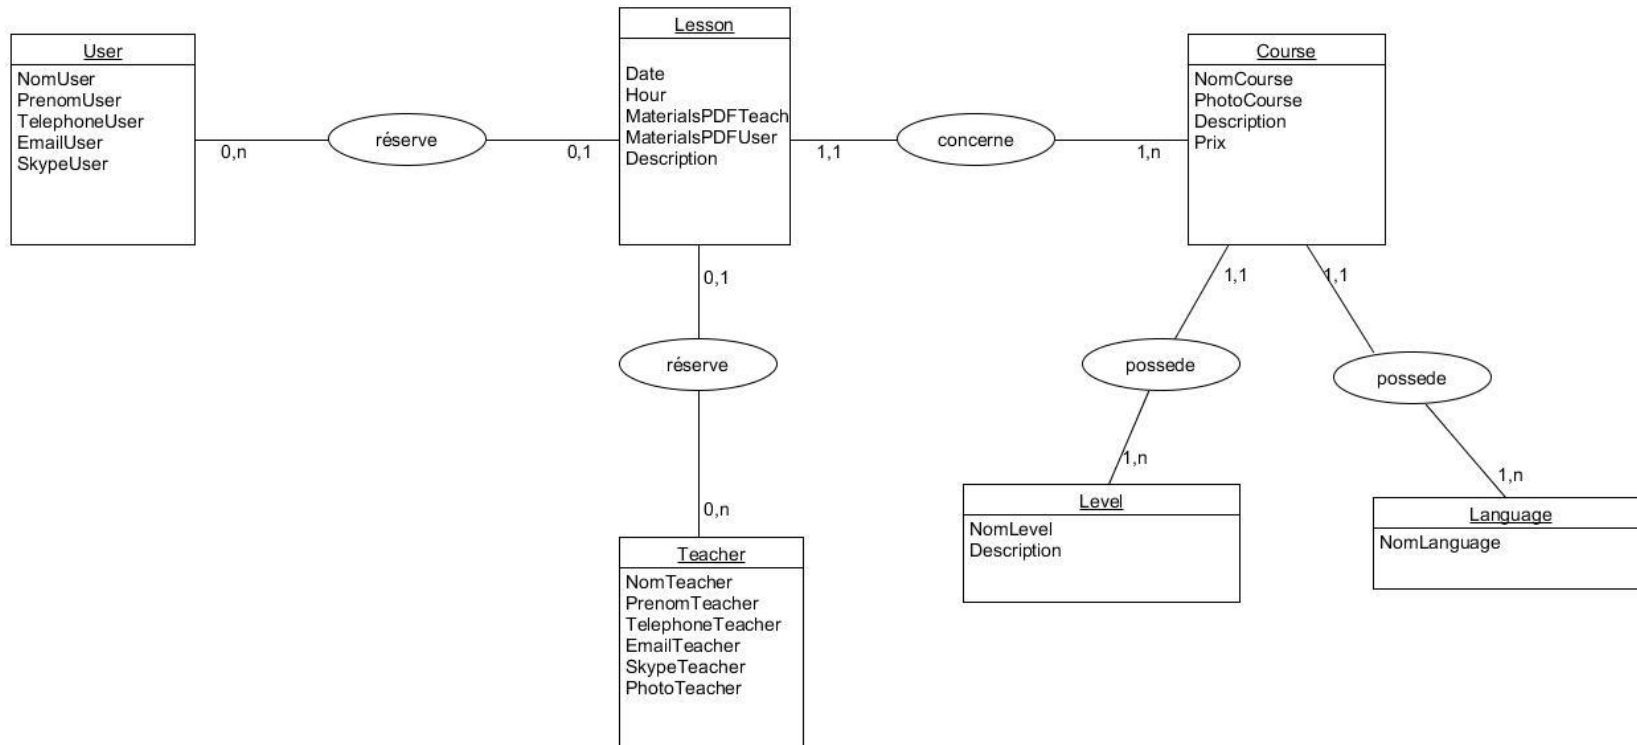 User
NomUser
PrenomUser
TelephoneUser
EmailUser
SkypeUser
0,n
réserve
0,1
Lesson
Date
Hour
MaterialsPDFTeach
MaterialsPDFUser
Description
1,1
concerne
1,n
Course
NomCourse
PhotoCourse
Description
Prix
0,1
réserve
0,n
Teacher
NomTeacher
PrenomTeacher
TelephoneTeacher
EmailTeacher
SkypeTeacher
PhotoTeacher
1,1
possede
1,n
Level
NomLevel
Description
1,1
possede
1,n
Language
NomLanguage